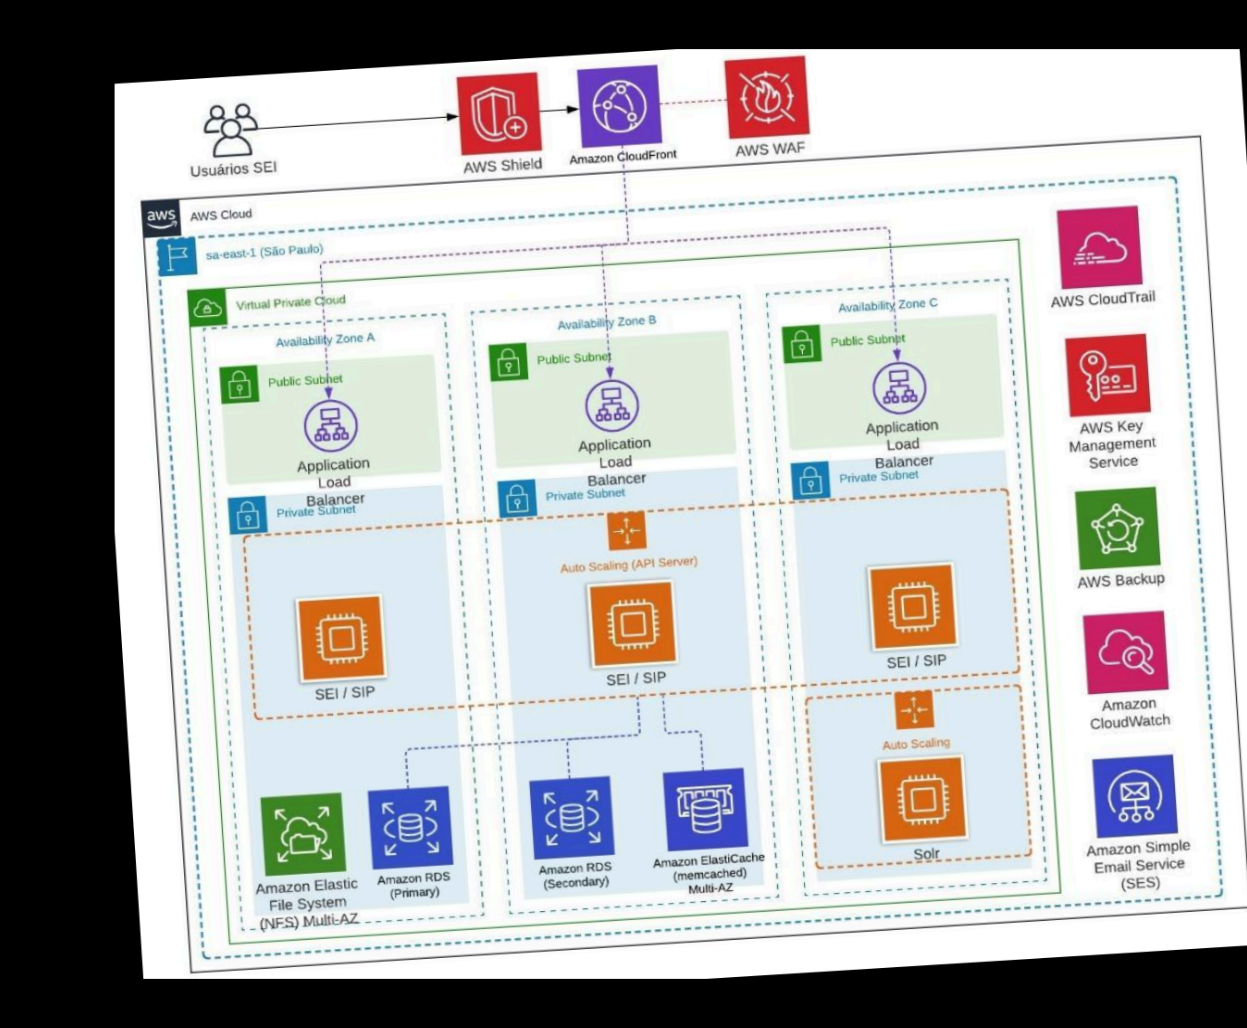 Usuários SEI
AWS Shield
Amazon CloudFront
AWS WAF
aws
AWS Cloud
sa-east-1 (São Paulo)
Virtual Private Cloud
Availability Zone A
Availability Zone B
Availability Zone C
Public Subnet
Public Subnet
Public Subnet
Application
Load
Balancer
Application
Load
Balancer
Application
Load
Balancer
Private Subnet
Private Subnet
Private Subnet
Auto Scaling (API Server)
SEI / SIP
SEI / SIP
SEI / SIP
Auto Scaling
Solr
Amazon Elastic
File System
(NFS) Multi-AZ
Amazon RDS
(Primary)
Amazon RDS
(Secondary)
Amazon ElastiCache
(memcached)
Multi-AZ
AWS CloudTrail
AWS Key
Management
Service
AWS Backup
Amazon
CloudWatch
Amazon Simple
Email Service
(SES)